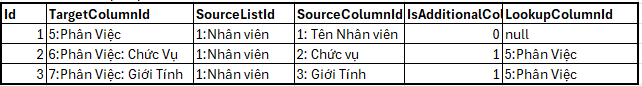 Id TargetColumnId SourceListId SourceColumnId IsAdditionalCol LookupColumnId
1 5:Phân Việc 1:Nhân viên 1: Tên Nhân viên 0 null
2 6:Phân Việc: Chức Vụ 1:Nhân viên 2: Chức vụ 1 5:Phân Việc
3 7:Phân Việc: Giới Tính 1:Nhân viên 3: Giới Tính 1 5:Phân Việc